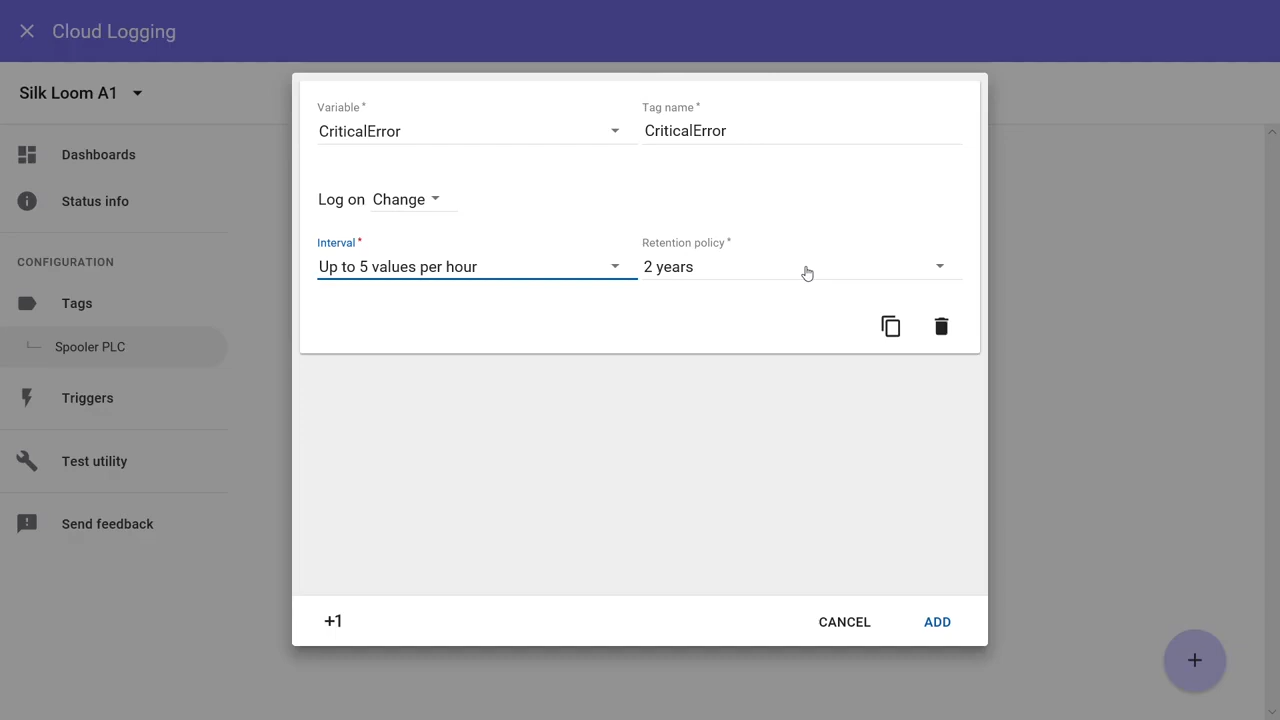 Cloud Logging
Silk Loom A1
Dashboards
Status info
CONFIGURATION
Tags
Spooler PLC
Triggers
Test utility
Send feedback
Variable *
CriticalError
Tag name *
CriticalError
Log on Change
Interval *
Up to 5 values per hour
Retention policy *
2 years
+1
CANCEL
ADD